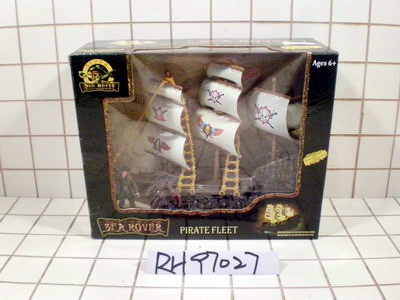 SEA ROVER
Ages 6+
SEA ROVER
PIRATE FLEET
RH97027